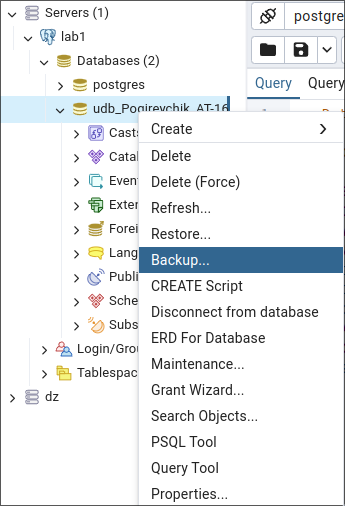 Servers (1)
lab1
Databases (2)
postgres
udb_Pogirevchik_AT-16
Casts
Catal
Event
Exter
Forei
Lang
Publi
Sche
Subs
Login/Grou
Tablespac
dz
postgre
Query
Query
Create
Delete
Delete (Force)
Refresh...
Restore...
Backup...
CREATE Script
Disconnect from database
ERD For Database
Maintenance...
Grant Wizard...
Search Objects...
PSQL Tool
Query Tool
Properties...